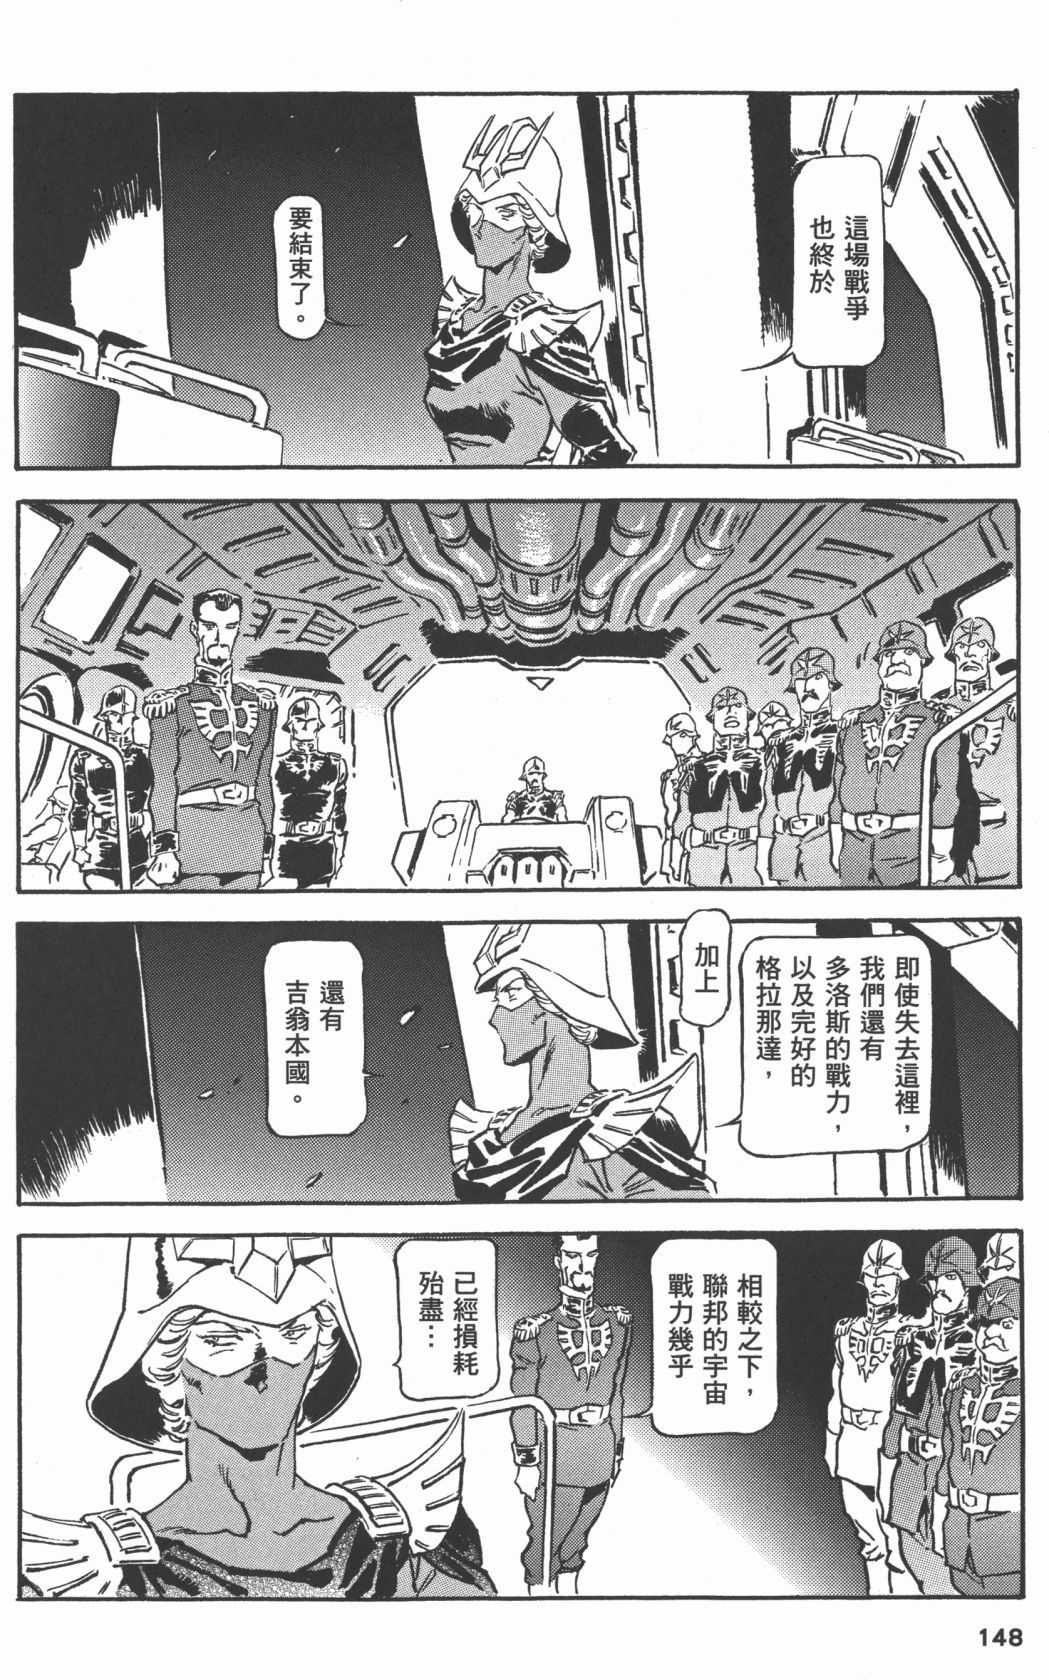 這場戰爭
也終於
要結束了。
即使失去這裡，
我們還有
多洛斯的戰力，
以及完好的
格拉那達，
加上
還有
吉翁本國。
相較之下，
聯邦的宇宙
戰力幾乎
已經損耗
殆盡…
148